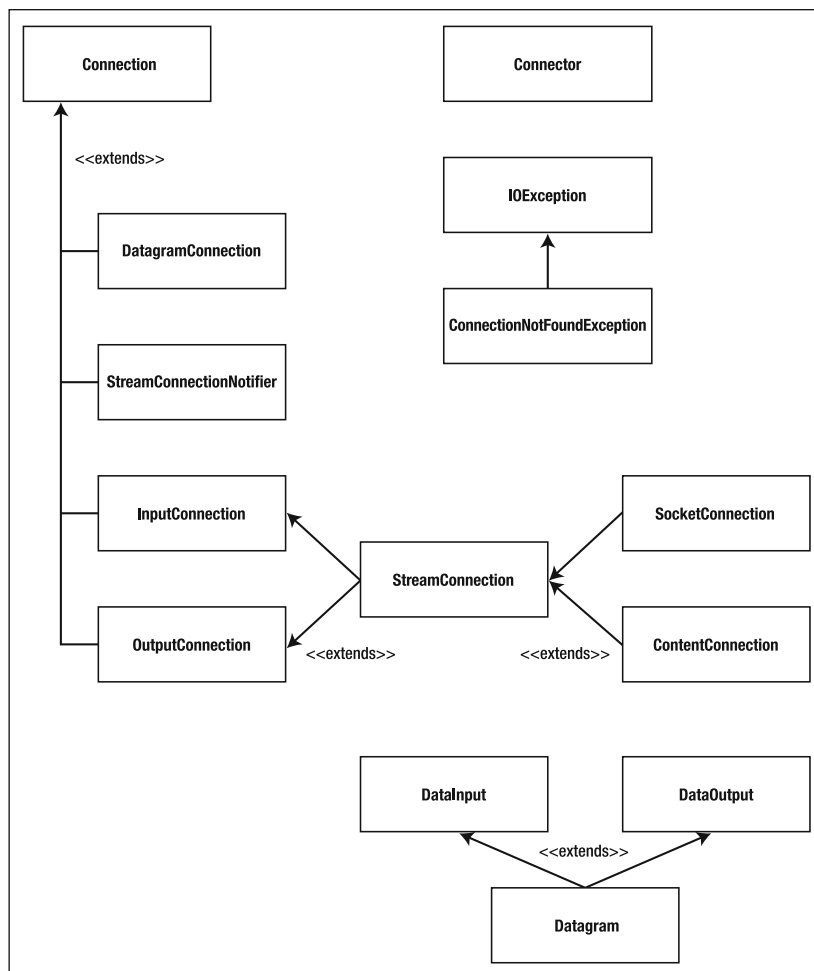 Connection
Connector
<<extends>>
IOException
DatagramConnection
ConnectionNotFoundException
StreamConnectionNotifier
InputConnection
SocketConnection
StreamConnection
OutputConnection
<<extends>>
<<extends>>
ContentConnection
DataInput
DataOutput
<<extends>>
Datagram